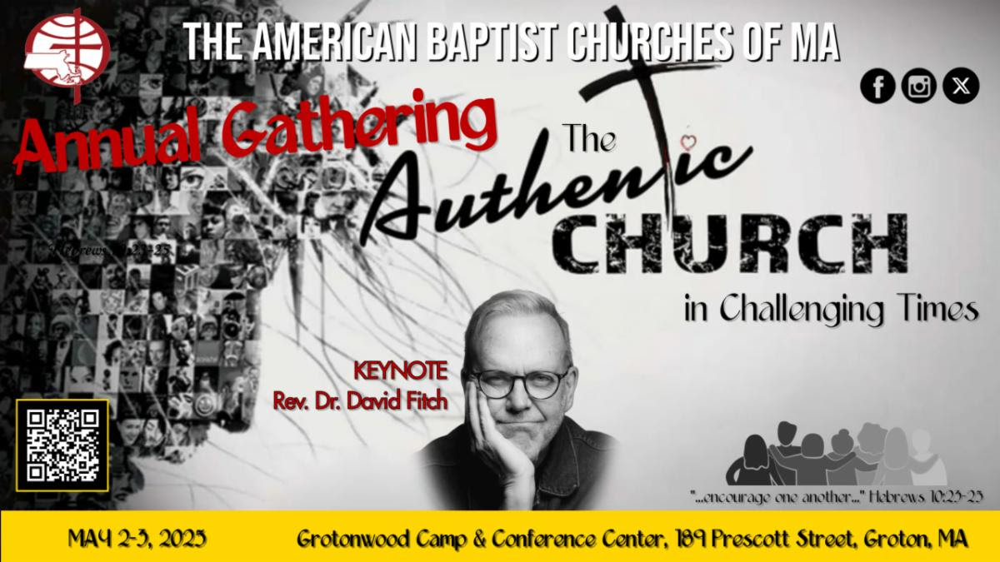 THE AMERICAN BAPTIST CHURCHES OF MA
Annual Gathering
The
Authentic
CHURCH
in Challenging Times
Hebrews 10:23-25
KEYNOTE
Rev. Dr. David Fitch
"...encourage one another..." Hebrews 10:23-25
MAY 2-3, 2025
Grotonwood Camp & Conference Center, 189 Prescott Street, Groton, MA